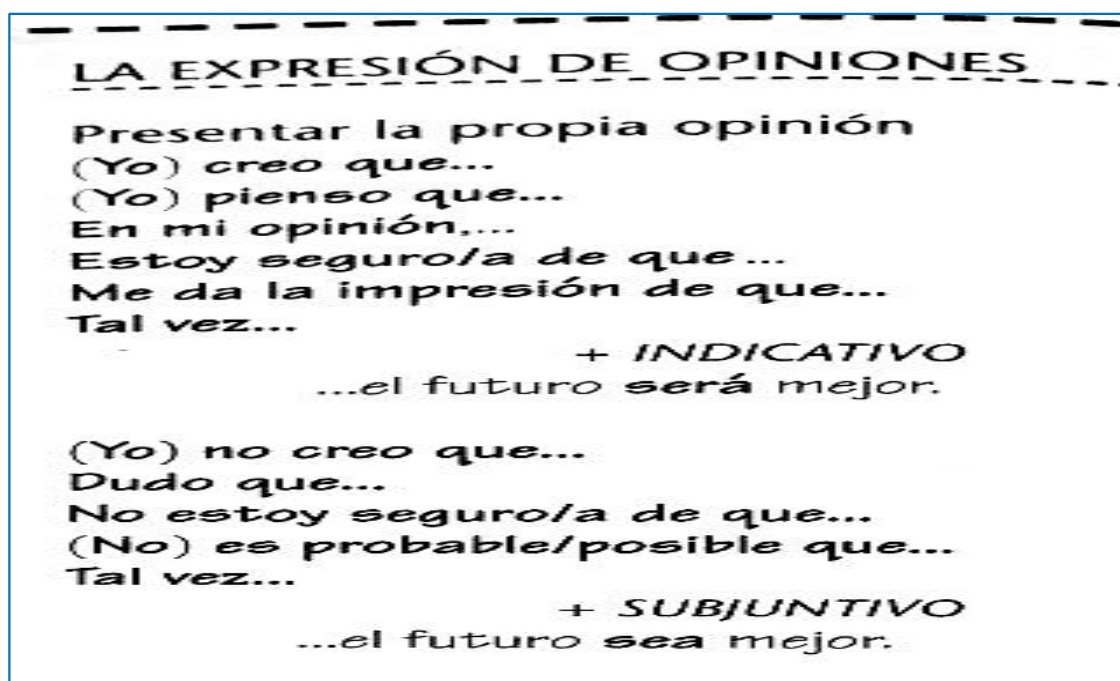 LA EXPRESIÓN DE OPINIONES
Presentar la propia opinión
(Yo) creo que...
(Yo) pienso que...
En mi opinión,...
Estoy seguro/a de que...
Me da la impresión de que...
Tal vez...
+ INDICATIVO
...el futuro será mejor.
(Yo) no creo que...
Dudo que...
No estoy seguro/a de que...
(No) es probable/posible que...
Tal vez...
+ SUBJUNTIVO
...el futuro sea mejor.